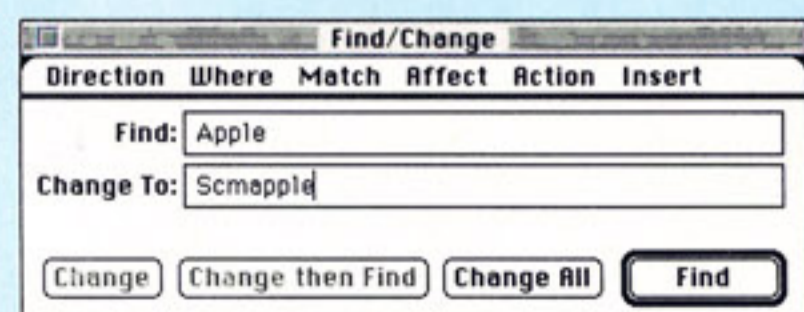 Find/Change
Direction Where Match Affect Action Insert
Find: Apple
Change To: Scmapple
Change Change then Find Change All Find